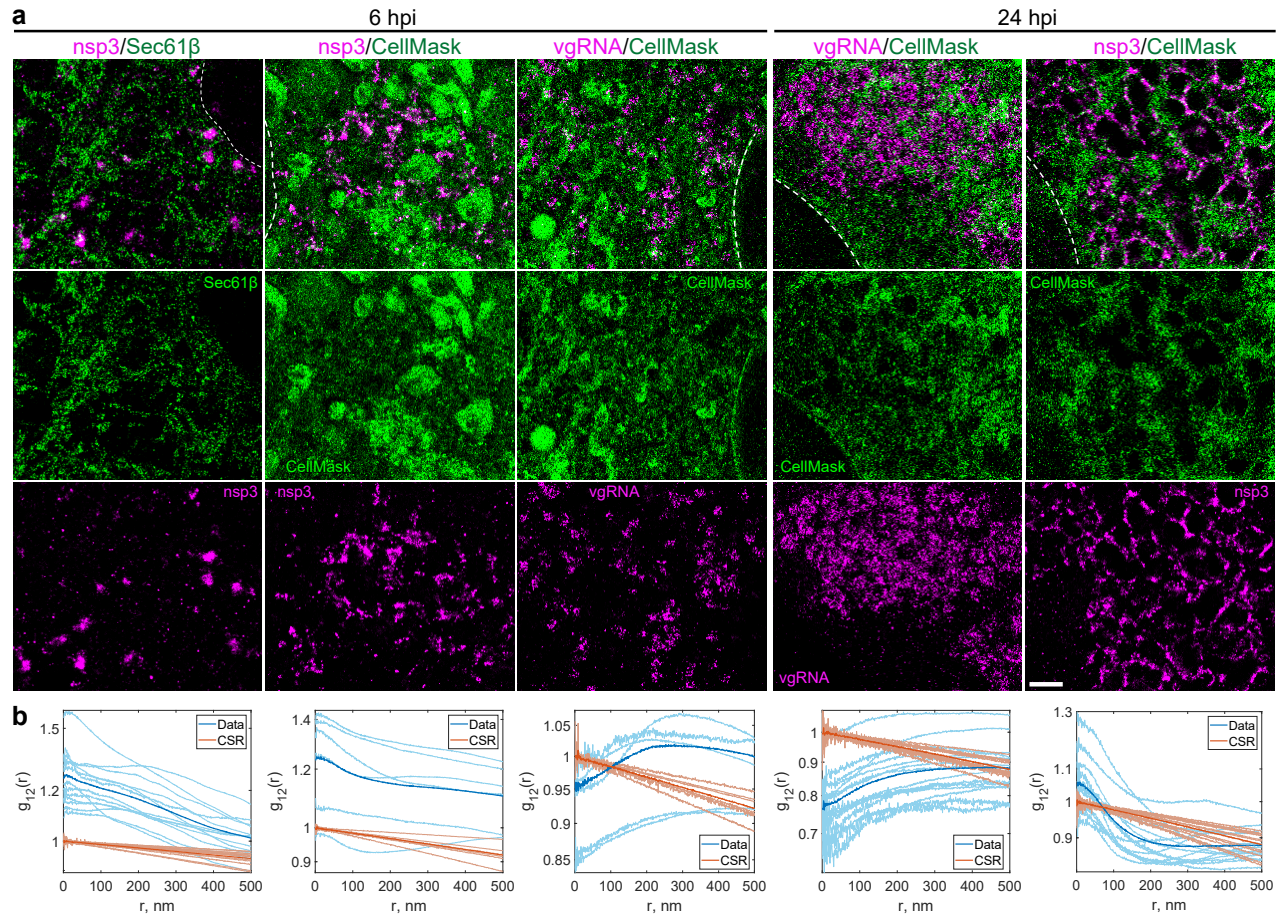 a
6 hpi
24 hpi
nsp3/Sec61β
nsp3/CellMask
vgRNA/CellMask
vgRNA/CellMask
nsp3/CellMask
Sec61β
CellMask
CellMask
CellMask
CellMask
nsp3
nsp3
vgRNA
vgRNA
nsp3
b
g12(r)
1.5
1.2
1
Data
CSR
0 100 200 300 400 500
r, nm
1.4
1.2
1
0.9
Data
CSR
0 100 200 300 400 500
r, nm
1.05
1
0.95
0.9
0.85
Data
CSR
0 100 200 300 400 500
r, nm
1
0.9
0.8
0.7
Data
CSR
0 100 200 300 400 500
r, nm
1.3
1.2
1.1
1
0.9
Data
CSR
0 100 200 300 400 500
r, nm
g12(r)
g12(r)
g12(r)
g12(r)